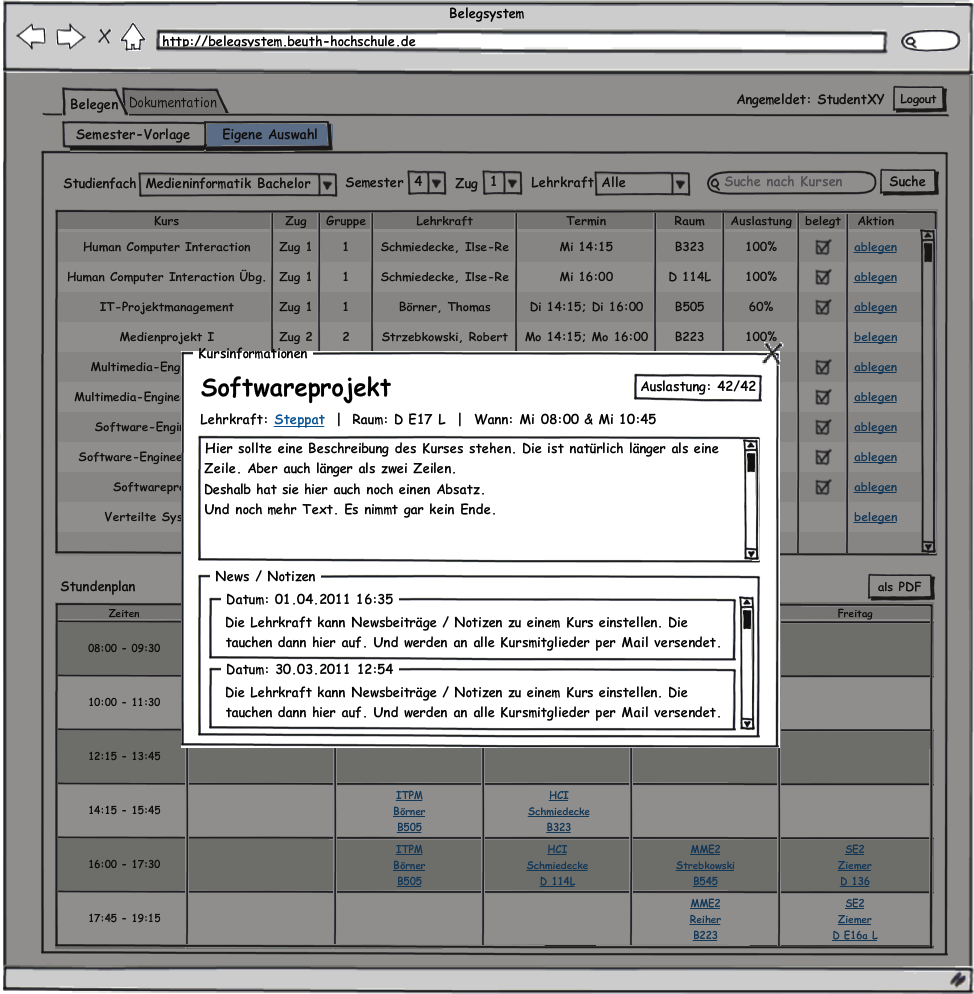 Belegsystem
http://belegsystem.beuth-hochschule.de
Belegen Dokumentation
Angemeldet: StudentXY Logout
Semester-Vorlage Eigene Auswahl
Studienfach Medieninformatik Bachelor Semester 4 Zug 1 Lehrkraft Alle Suche nach Kursen Suche
Kurs Zug Gruppe Lehrkraft Termin Raum Auslastung belegt Aktion
Human Computer Interaction Zug 1 1 Schmiedecke, Ilse-Re Mi 14:15 B323 100% ablegen
Human Computer Interaction Übg. Zug 1 1 Schmiedecke, Ilse-Re Mi 16:00 D 114L 100% ablegen
IT-Projektmanagement Zug 1 1 Börner, Thomas Di 14:15; Di 16:00 B505 60% ablegen
Medienprojekt I Zug 2 2 Strzebkowski, Robert Mo 14:15; Mo 16:00 B223 100% belegen
Multimedia-Eng ablegen
Multimedia-Engine ablegen
Software-Engi ablegen
Software-Enginee ablegen
Softwarepr ablegen
Verteilte Sys belegen
Kursinformationen
Softwareprojekt
Auslastung: 42/42
Lehrkraft: Steppat | Raum: D E17 L | Wann: Mi 08:00 & Mi 10:45
Hier sollte eine Beschreibung des Kurses stehen. Die ist natürlich länger als eine
Zeile. Aber auch länger als zwei Zeilen.
Deshalb hat sie hier auch noch einen Absatz.
Und noch mehr Text. Es nimmt gar kein Ende.
News / Notizen
Datum: 01.04.2011 16:35
Die Lehrkraft kann Newsbeiträge / Notizen zu einem Kurs einstellen. Die
tauchen dann hier auf. Und werden an alle Kursmitglieder per Mail versendet.
Datum: 30.03.2011 12:54
Die Lehrkraft kann Newsbeiträge / Notizen zu einem Kurs einstellen. Die
tauchen dann hier auf. Und werden an alle Kursmitglieder per Mail versendet.
Stundenplan als PDF
Zeiten Freitag
08:00 - 09:30
10:00 - 11:30
12:15 - 13:45
14:15 - 15:45
ITPM HCI
Börner Schmiedecke
B505 B323
16:00 - 17:30
ITPM HCI MME2 SE2
Börner Schmiedecke Strebkowski Ziemer
B505 D 114L B545 D 136
17:45 - 19:15
MME2 SE2
Reiher Ziemer
B223 D E16a L